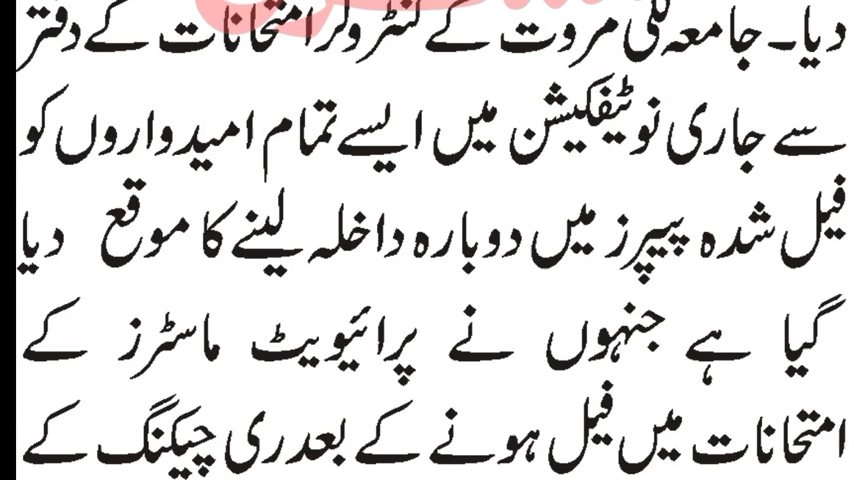 دیا۔ جامعہ لکی مروت کے کنٹرولر امتحانات کے دفتر
سے جاری نوٹیفکیشن میں ایسے تمام امیدواروں کو
فیل شدہ پیپرز میں دوبارہ داخلہ لینے کا موقع دیا
گیا ہے جنہوں نے پرائیویٹ ماسٹرز کے
امتحانات میں فیل ہونے کے بعد ری چیکنگ کے